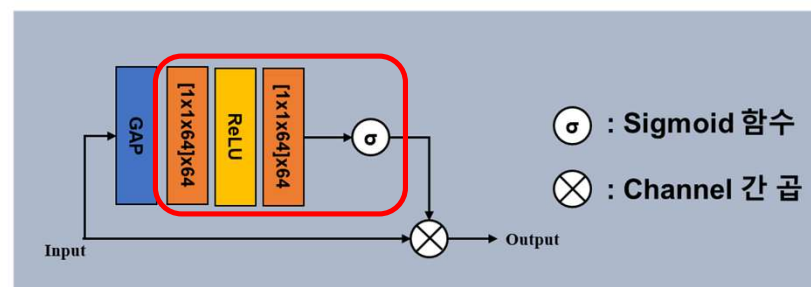 GAP
[1x1x64]x64
ReLU
[1x1x64]x64
σ
σ : Sigmoid 함수
: Channel 간 곱
Input
Output